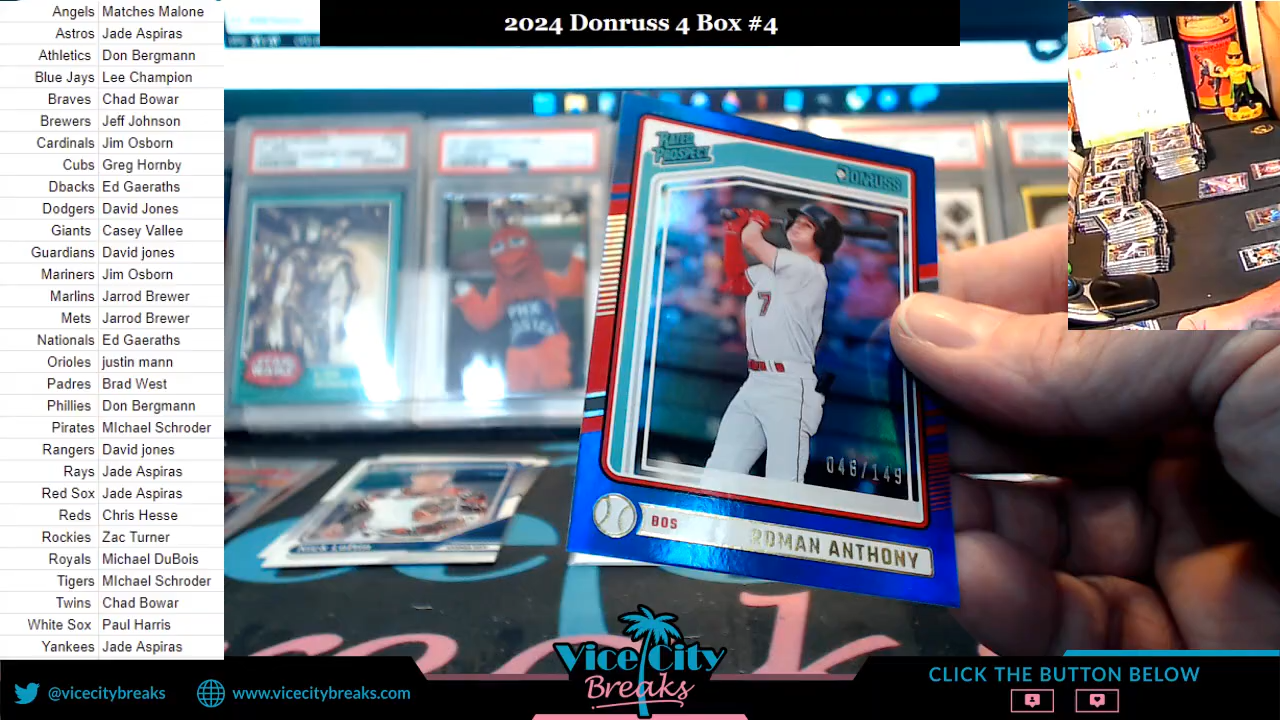 2024 Donruss 4 Box #4
Angels Matches Malone
Astros Jade Aspiras
Athletics Don Bergmann
Blue Jays Lee Champion
Braves Chad Bowar
Brewers Jeff Johnson
Cardinals Jim Osborn
Cubs Greg Hornby
Dbacks Ed Gaeraths
Dodgers David Jones
Giants Casey Vallee
Guardians David jones
Mariners Jim Osborn
Marlins Jarrod Brewer
Mets Jarrod Brewer
Nationals Ed Gaeraths
Orioles justin mann
Padres Brad West
Phillies Don Bergmann
Pirates MIchael Schroder
Rangers David jones
Rays Jade Aspiras
Red Sox Jade Aspiras
Reds Chris Hesse
Rockies Zac Turner
Royals Michael DuBois
Tigers MIchael Schroder
Twins Chad Bowar
White Sox Paul Harris
Yankees Jade Aspiras
RATED
PROSPECT
DONRUSS
7
046/149
BOS ROMAN ANTHONY
STAR
WARS
Vice City
Breaks
@vicecitybreaks
www.vicecitybreaks.com
CLICK THE BUTTON BELOW